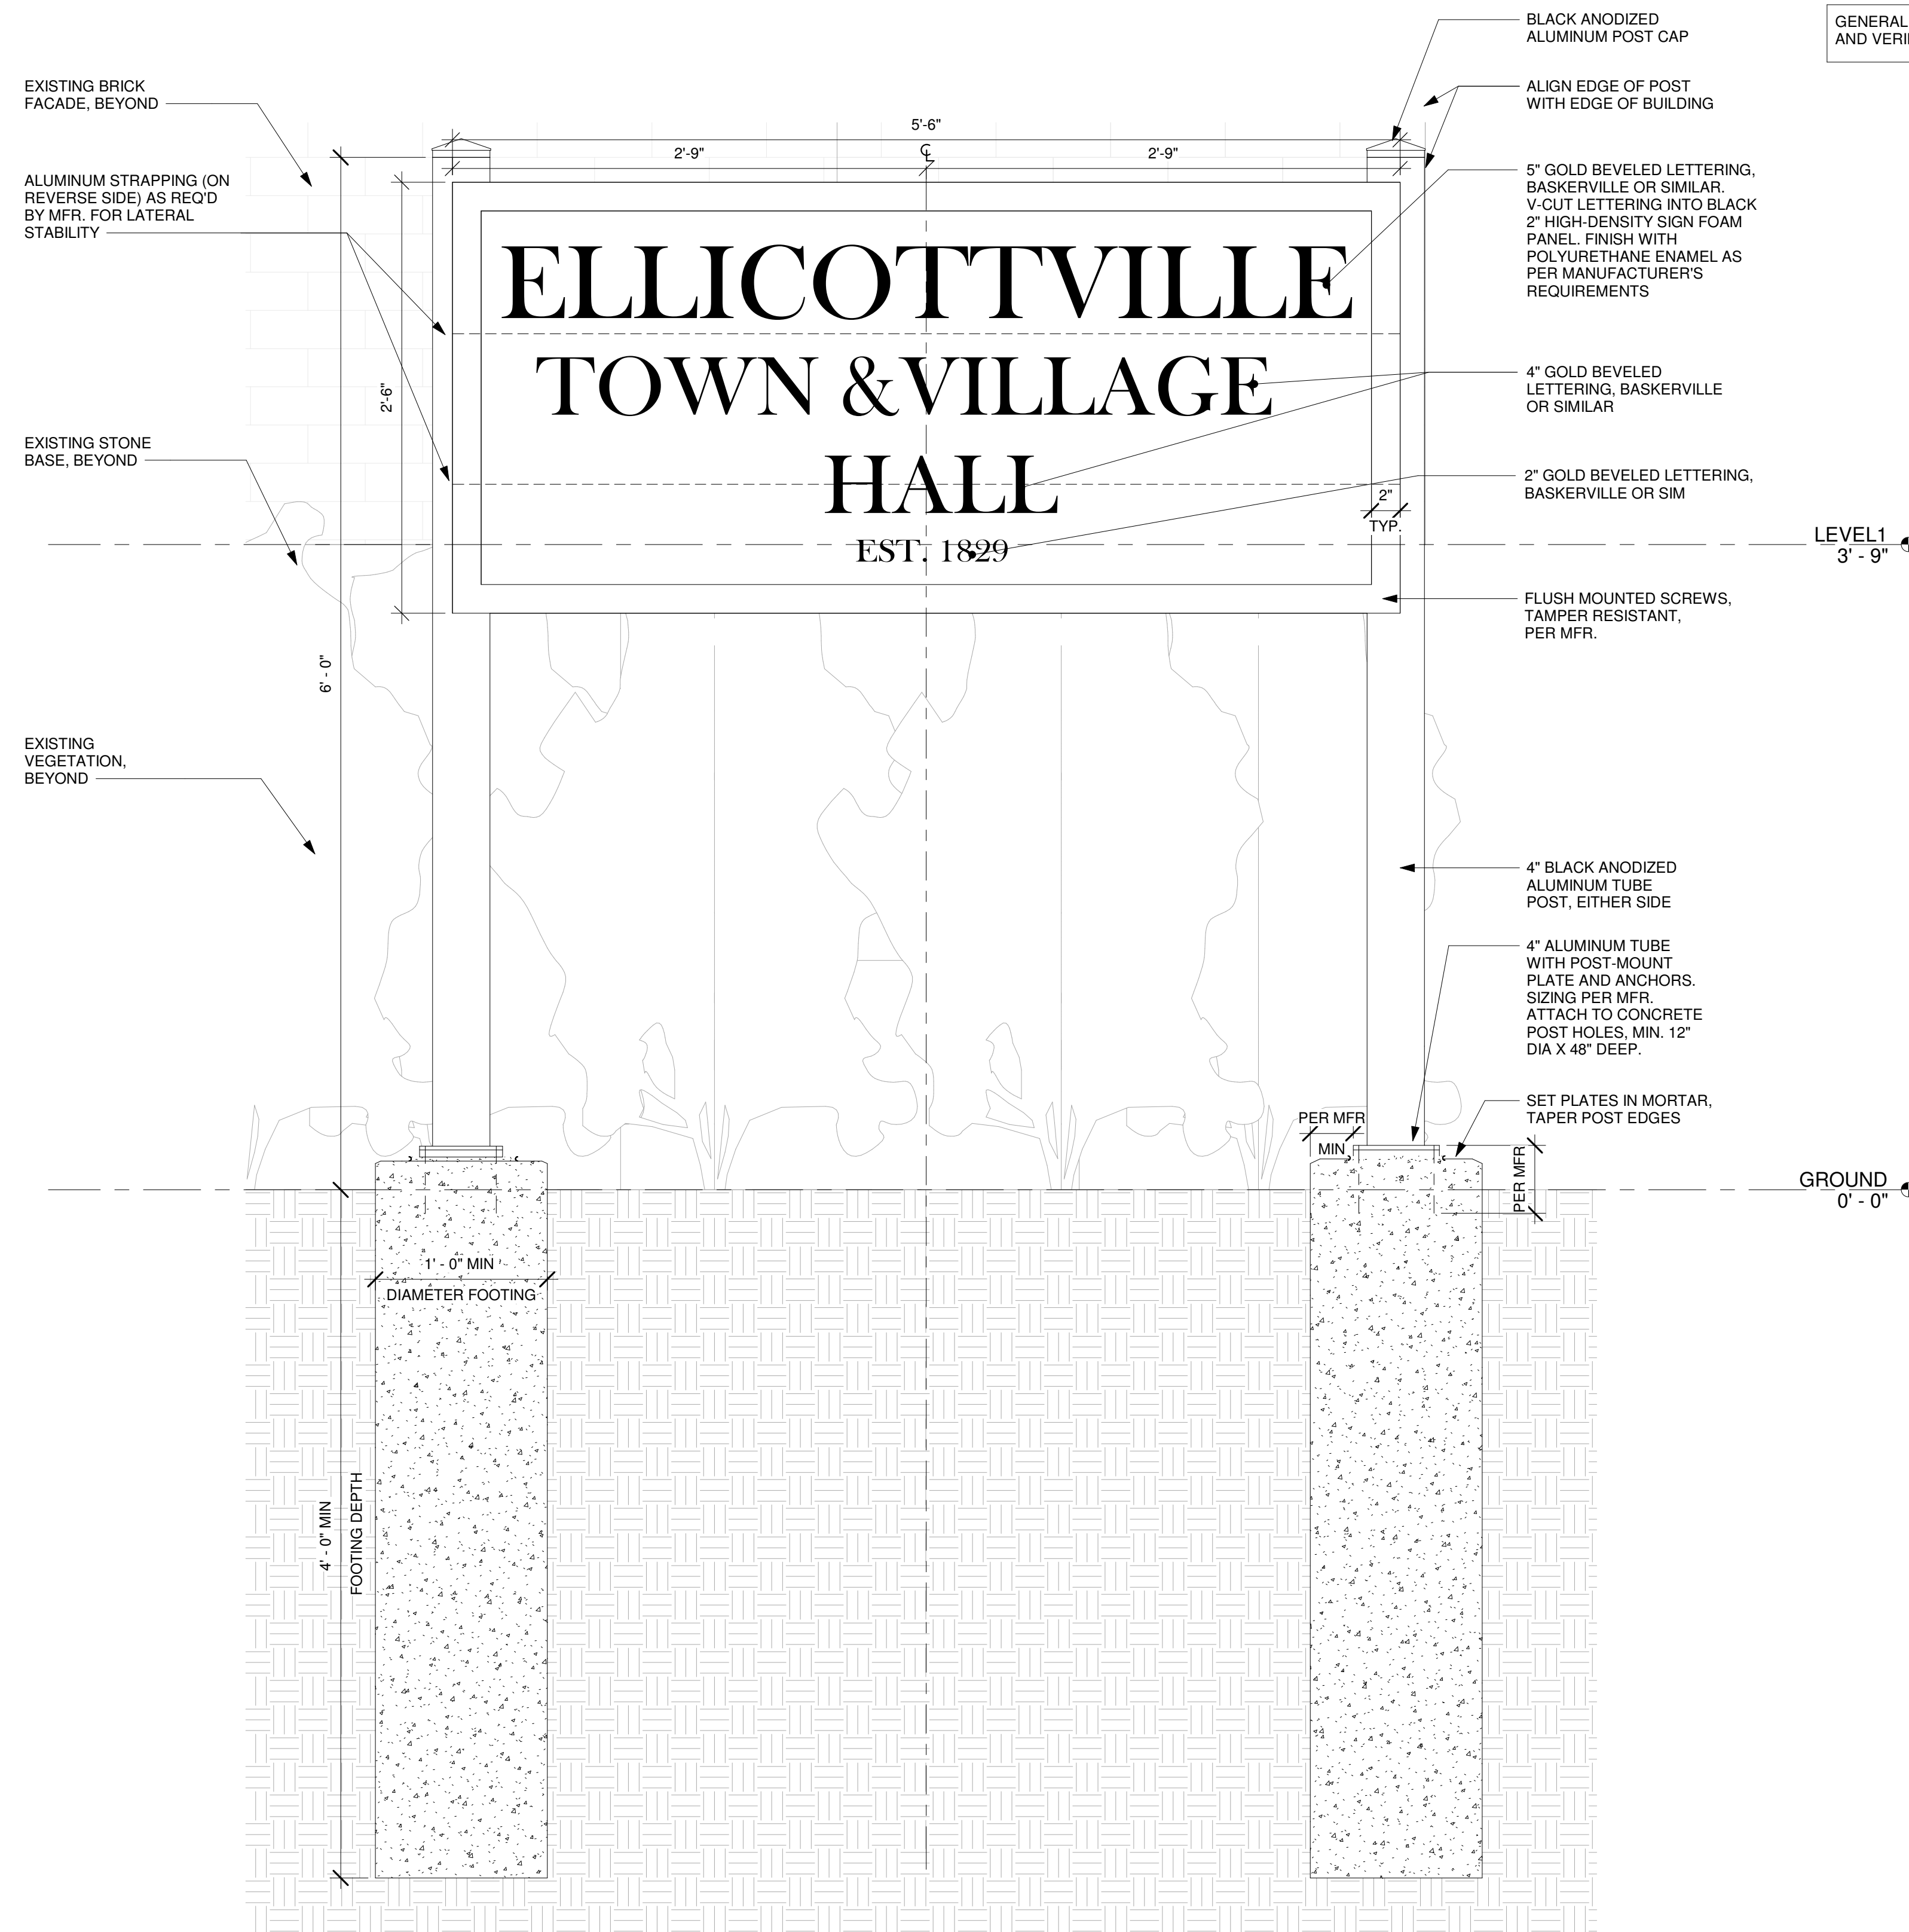 BLACK ANODIZED
ALUMINUM POST CAP
GENERAL
EXISTING BRICK
FACADE, BEYOND
ALIGN EDGE OF POST
WITH EDGE OF BUILDING
5'-6"
2'-9"
CL
2'-9"
ALUMINUM STRAPPING (ON
REVERSE SIDE) AS REQ'D
BY MFR. FOR LATERAL
STABILITY
5" GOLD BEVELED LETTERING,
BASKERVILLE OR SIMILAR.
V-CUT LETTERING INTO BLACK
2" HIGH-DENSITY SIGN FOAM
PANEL. FINISH WITH
POLYURETHANE ENAMEL AS
PER MANUFACTURER'S
REQUIREMENTS
ELLICOTTVILLE
TOWN & VILLAGE
HALL
EST. 1829
2'-6"
4" GOLD BEVELED
LETTERING, BASKERVILLE
OR SIMILAR
EXISTING STONE
BASE, BEYOND
2" GOLD BEVELED LETTERING,
BASKERVILLE OR SIM
2"
TYP.
LEVEL1
3' - 9"
FLUSH MOUNTED SCREWS,
TAMPER RESISTANT,
PER MFR.
6' - 0"
EXISTING
VEGETATION,
BEYOND
4" BLACK ANODIZED
ALUMINUM TUBE
POST, EITHER SIDE
4" ALUMINUM TUBE
WITH POST-MOUNT
PLATE AND ANCHORS.
SIZING PER MFR.
ATTACH TO CONCRETE
POST HOLES, MIN. 12"
DIA X 48" DEEP.
SET PLATES IN MORTAR,
TAPER POST EDGES
PER MFR
MIN
PER MFR
GROUND
0' - 0"
1' - 0" MIN
DIAMETER FOOTING
4' - 0" MIN
FOOTING DEPTH